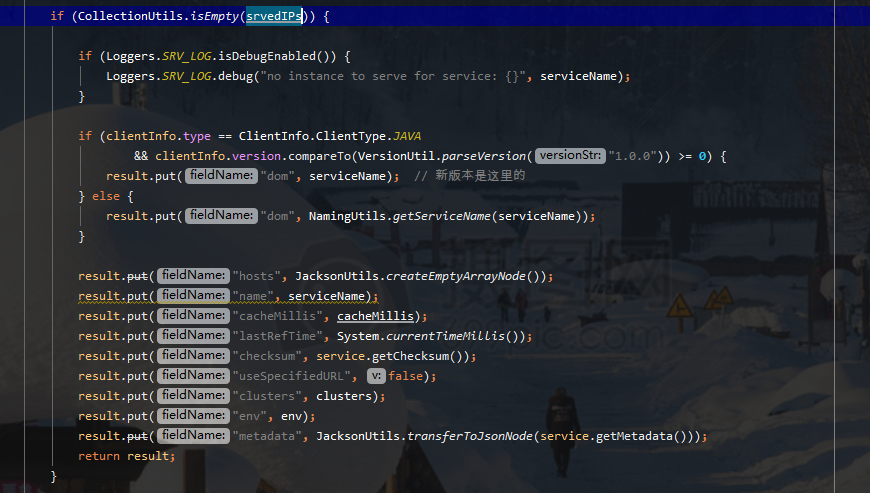 if (CollectionUtils.isEmpty(srvedIPs)) {
if (Loggers.SRV_LOG.isDebugEnabled()) {
Loggers.SRV_LOG.debug("no instance to serve for service: {}", serviceName);
}
if (clientInfo.type == ClientInfo.ClientType.JAVA
&& clientInfo.version.compareTo(VersionUtil.parseVersion( versionStr: "1.0.0")) >= 0) {
result.put( fieldName: "dom", serviceName); // 新版本是这里的
} else {
result.put( fieldName: "dom", NamingUtils.getServiceName(serviceName));
}
result.put( fieldName: "hosts", JacksonUtils.createEmptyArrayNode());
result.put( fieldName: "name", serviceName);
result.put( fieldName: "cacheMillis", cacheMillis);
result.put( fieldName: "lastRefTime", System.currentTimeMillis());
result.put( fieldName: "checksum", service.getChecksum());
result.put( fieldName: "useSpecifiedURL", v: false);
result.put( fieldName: "clusters", clusters);
result.put( fieldName: "env", env);
result.put( fieldName: "metadata", JacksonUtils.transferToJsonNode(service.getMetadata()));
return result;
}